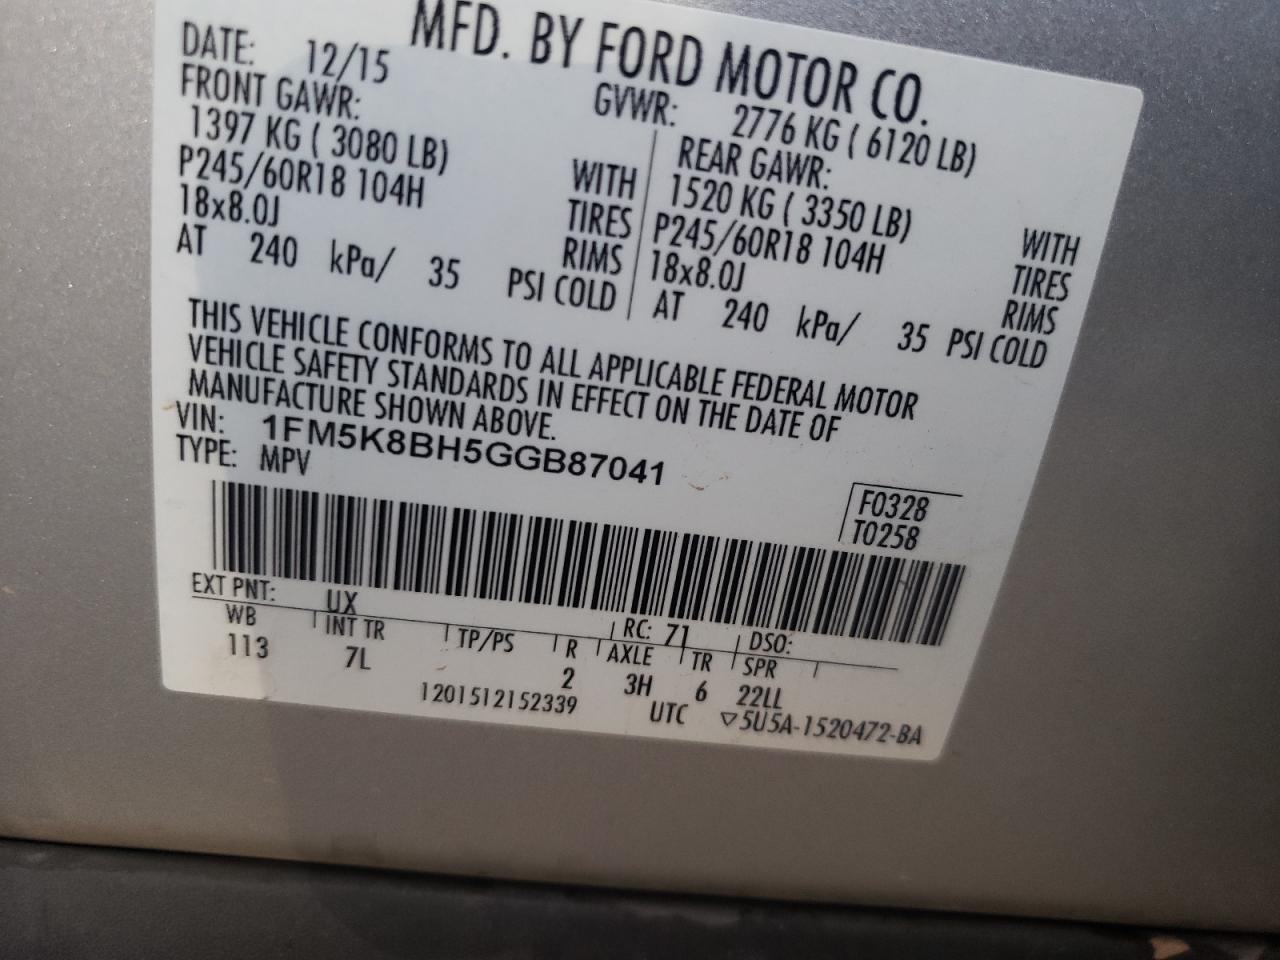 MFD. BY FORD MOTOR CO.
DATE: 12/15
GVWR: 2776 KG ( 6120 LB)
FRONT GAWR:
1397 KG ( 3080 LB) WITH
P245/60R18 104H TIRES
18x8.0J RIMS
AT 240 kPa/ 35 PSI COLD
REAR GAWR:
1520 KG ( 3350 LB) WITH
P245/60R18 104H TIRES
18x8.0J RIMS
AT 240 kPa/ 35 PSI COLD
THIS VEHICLE CONFORMS TO ALL APPLICABLE FEDERAL MOTOR
VEHICLE SAFETY STANDARDS IN EFFECT ON THE DATE OF
MANUFACTURE SHOWN ABOVE.
VIN: 1FM5K8BH5GGB87041
TYPE: MPV
F0328
T0258
EXT PNT: UX RC: 71 DSO:
WB INT TR TP/PS R AXLE TR SPR
113 7L 2 3H 6 22LL
1201512152339 UTC ▽5U5A-1520472-BA